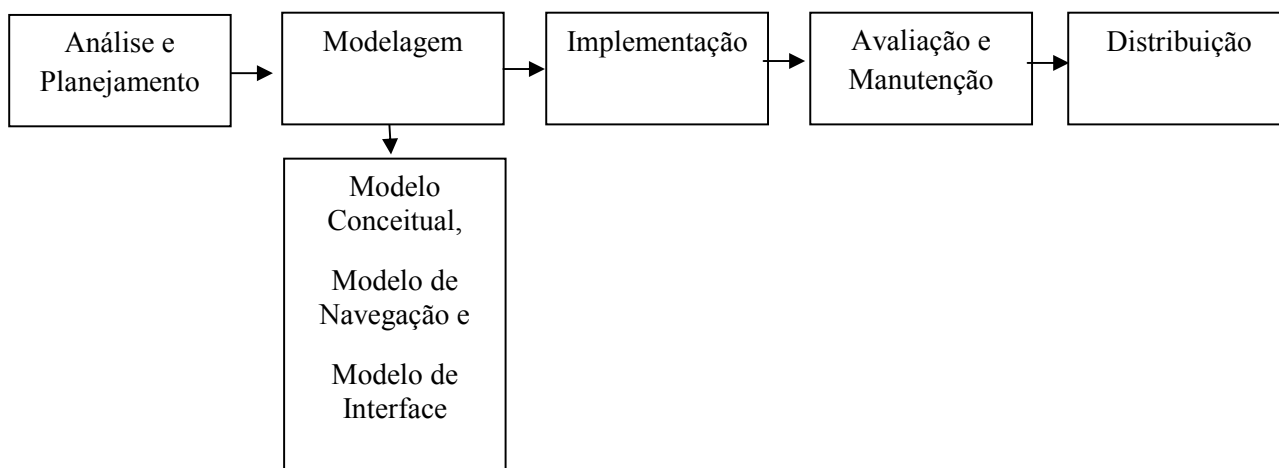 Análise e
Planejamento
Modelagem
Implementação
Avaliação e
Manutenção
Distribuição
Modelo
Conceitual,
Modelo de
Navegação e
Modelo de
Interface